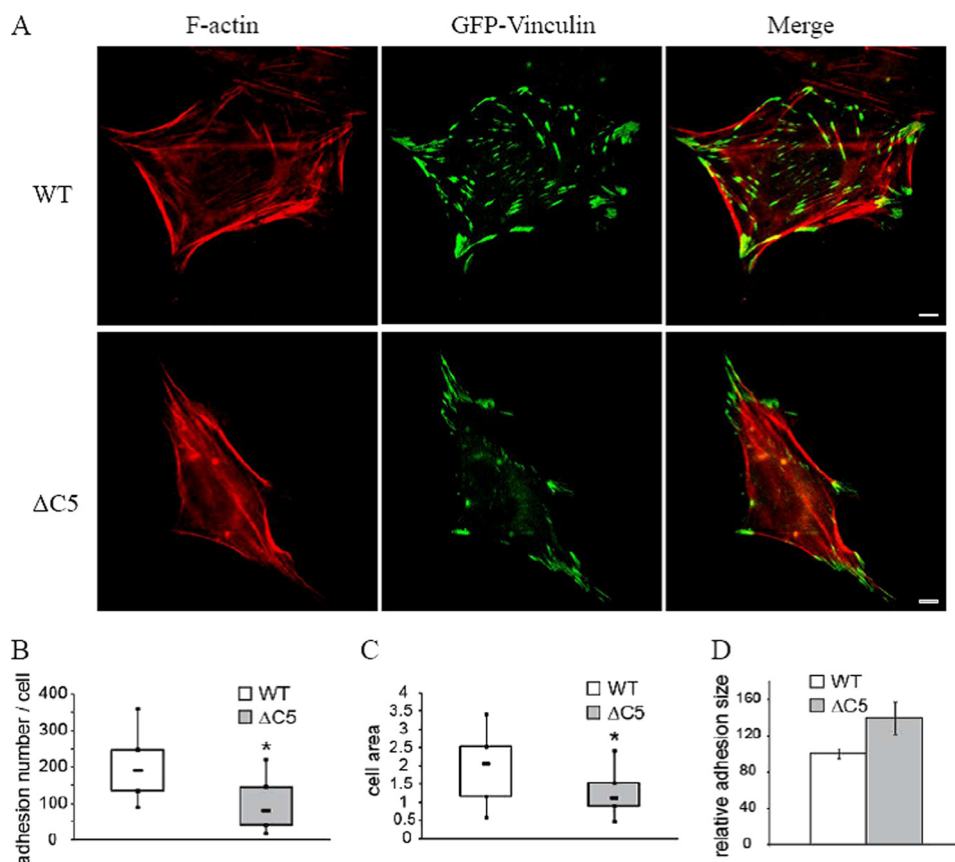 A
F-actin
GFP-Vinculin
Merge
WT
ΔC5
B
adhesion number / cell
400
300
200
100
0
WT
ΔC5
*
C
cell area
4
3.5
3
2.5
2
1.5
1
0.5
0
WT
ΔC5
*
D
relative adhesion size
160
120
80
40
0
WT
ΔC5